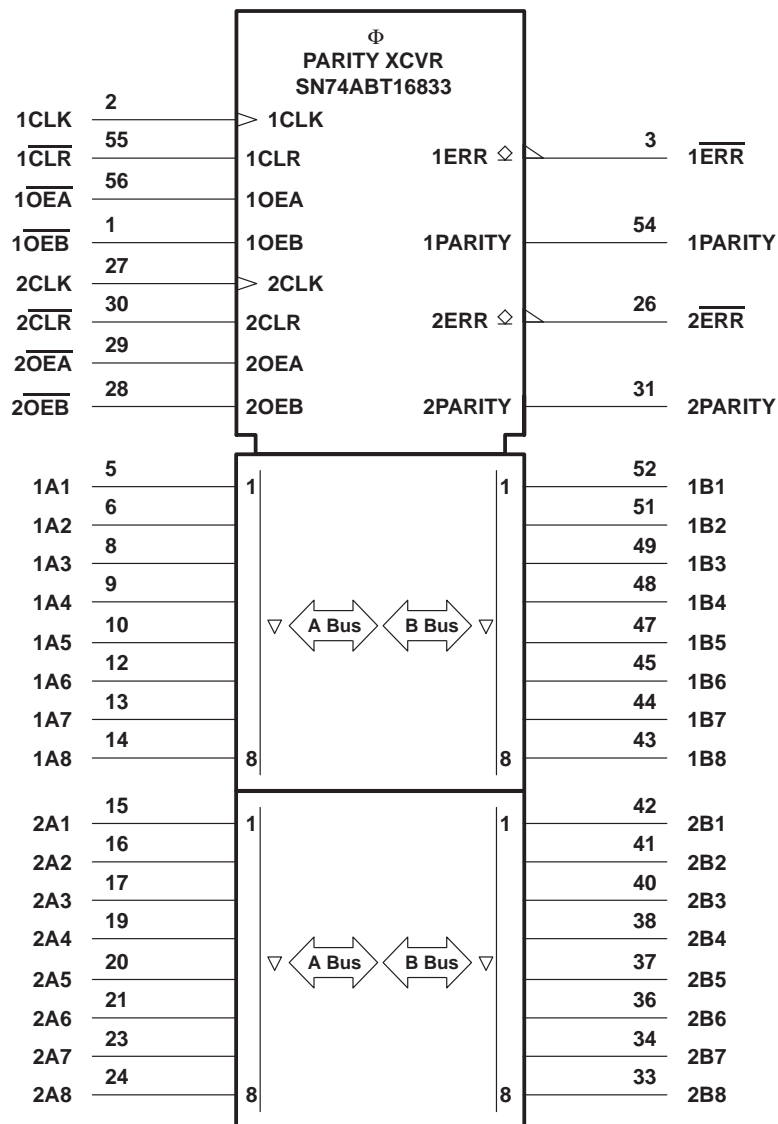 Φ
PARITY XCVR
SN74ABT16833
1CLK 2 1CLK
1CLR 55 1CLR 1ERR 3 1ERR
1OEA 56 1OEA
1OEB 1 1OEB 1PARITY 54 1PARITY
2CLK 27 2CLK
2CLR 30 2CLR 2ERR 26 2ERR
2OEA 29 2OEA
2OEB 28 2OEB 2PARITY 31 2PARITY
1A1 5 1 1 52 1B1
1A2 6 51 1B2
1A3 8 49 1B3
1A4 9 48 1B4
A Bus B Bus
1A5 10 47 1B5
1A6 12 45 1B6
1A7 13 44 1B7
1A8 14 8 8 43 1B8
2A1 15 1 1 42 2B1
2A2 16 41 2B2
2A3 17 40 2B3
2A4 19 38 2B4
A Bus B Bus
2A5 20 37 2B5
2A6 21 36 2B6
2A7 23 34 2B7
2A8 24 8 8 33 2B8